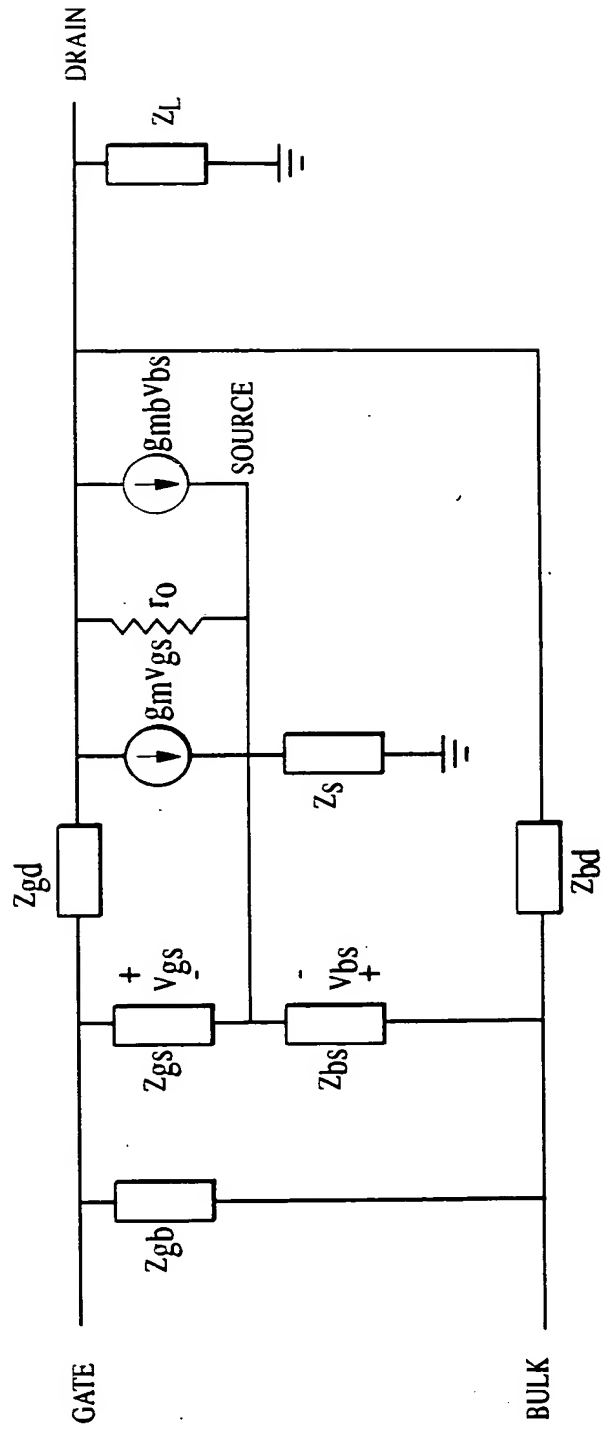 GATE
DRAIN
BULK
SOURCE
Zgd
ZL
Zgb
Zgs
+
vgs
-
-
vbs
+
Zbs
gmvgs
ro
gmbvbs
Zs
Zbd